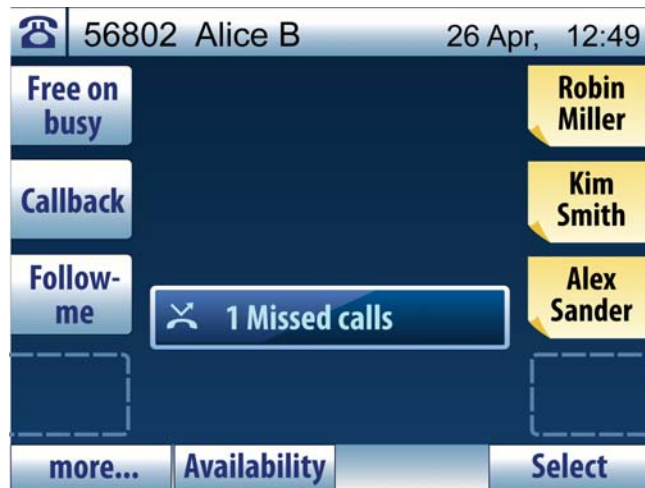 56802 Alice B 26 Apr, 12:49
Free on
busy
Robin
Miller
Callback
Kim
Smith
Follow-
me
Alex
Sander
1 Missed calls
more... Availability Select